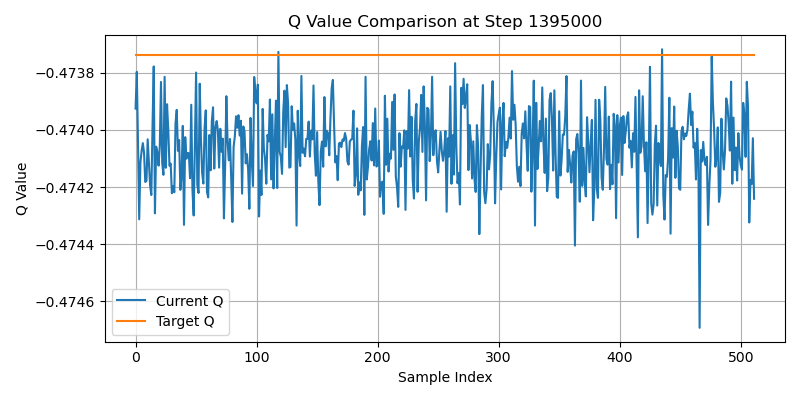 Q Value Comparison at Step 1395000
Q Value
−0.4738
−0.4740
−0.4742
−0.4744
−0.4746
Current Q
Target Q
0
100
200
300
400
500
Sample Index